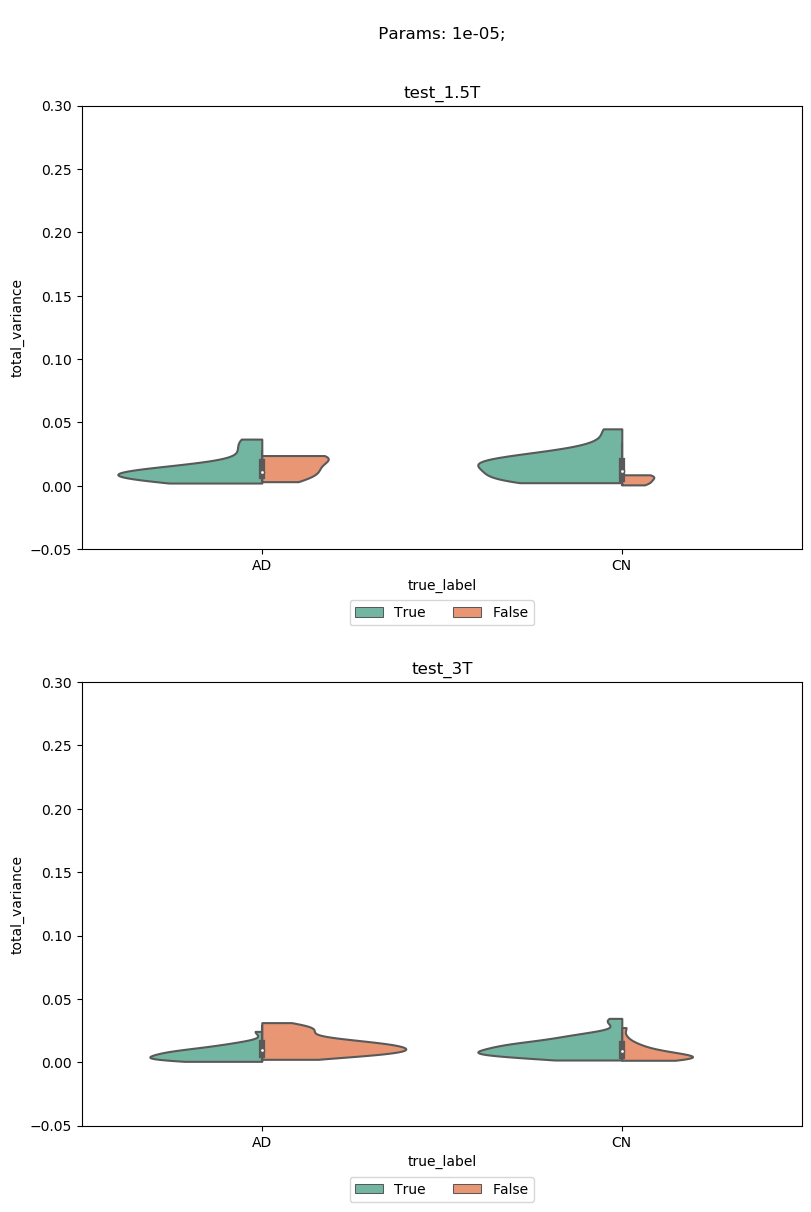 Params: 1e-05;
test_1.5T
0.30
0.25
0.20
0.15
0.10
0.05
0.00
−0.05
total_variance
AD CN
true_label
True False
test_3T
0.30
0.25
0.20
0.15
0.10
0.05
0.00
−0.05
total_variance
AD CN
true_label
True False